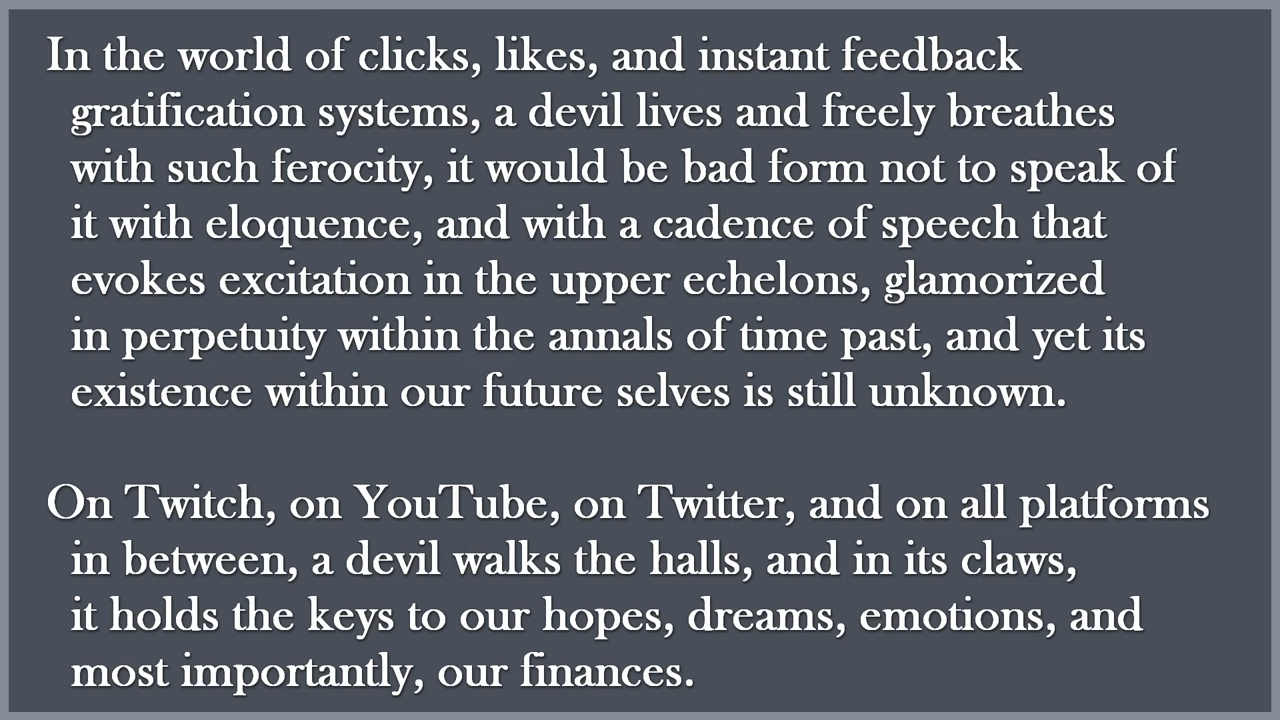 In the world of clicks, likes, and instant feedback
gratification systems, a devil lives and freely breathes
with such ferocity, it would be bad form not to speak of
it with eloquence, and with a cadence of speech that
evokes excitation in the upper echelons, glamorized
in perpetuity within the annals of time past, and yet its
existence within our future selves is still unknown.
On Twitch, on YouTube, on Twitter, and on all platforms
in between, a devil walks the halls, and in its claws,
it holds the keys to our hopes, dreams, emotions, and
most importantly, our finances.